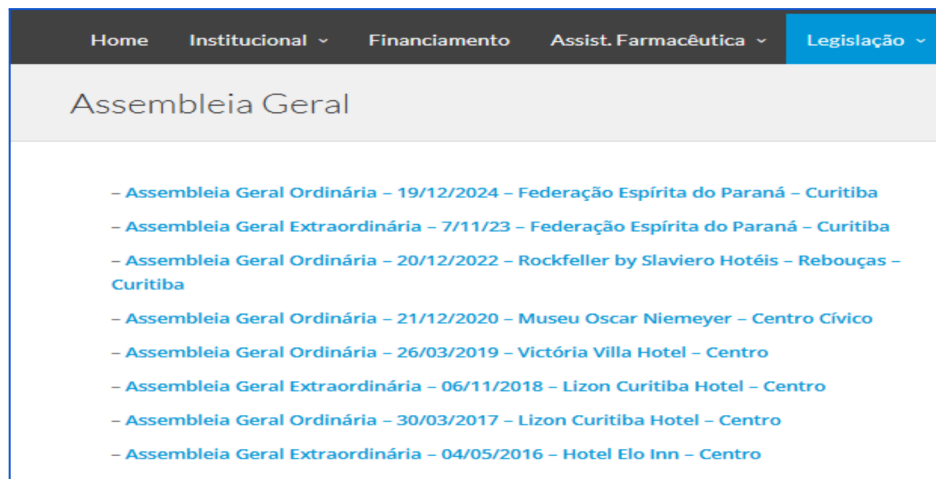 Home Institucional Financiamento Assist. Farmacêutica Legislação
Assembleia Geral
– Assembleia Geral Ordinária – 19/12/2024 – Federação Espírita do Paraná – Curitiba
– Assembleia Geral Extraordinária – 7/11/23 – Federação Espírita do Paraná – Curitiba
– Assembleia Geral Ordinária – 20/12/2022 – Rockfeller by Slaviero Hotéis – Rebouças –
Curitiba
– Assembleia Geral Ordinária – 21/12/2020 – Museu Oscar Niemeyer – Centro Cívico
– Assembleia Geral Ordinária – 26/03/2019 – Victória Villa Hotel – Centro
– Assembleia Geral Extraordinária – 06/11/2018 – Lizon Curitiba Hotel – Centro
– Assembleia Geral Ordinária – 30/03/2017 – Lizon Curitiba Hotel – Centro
– Assembleia Geral Extraordinária – 04/05/2016 – Hotel Elo Inn – Centro